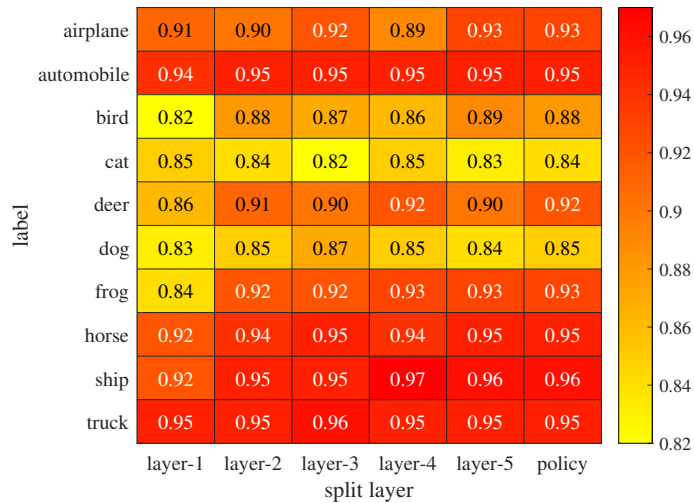 airplane 0.91 0.90 0.92 0.89 0.93 0.93
automobile 0.94 0.95 0.95 0.95 0.95 0.95
bird 0.82 0.88 0.87 0.86 0.89 0.88
cat 0.85 0.84 0.82 0.85 0.83 0.84
deer 0.86 0.91 0.90 0.92 0.90 0.92
dog 0.83 0.85 0.87 0.85 0.84 0.85
frog 0.84 0.92 0.92 0.93 0.93 0.93
horse 0.92 0.94 0.95 0.94 0.95 0.95
ship 0.92 0.95 0.95 0.97 0.96 0.96
truck 0.95 0.95 0.96 0.95 0.95 0.95
layer-1 layer-2 layer-3 layer-4 layer-5 policy
split layer
label
0.96
0.94
0.92
0.9
0.88
0.86
0.84
0.82